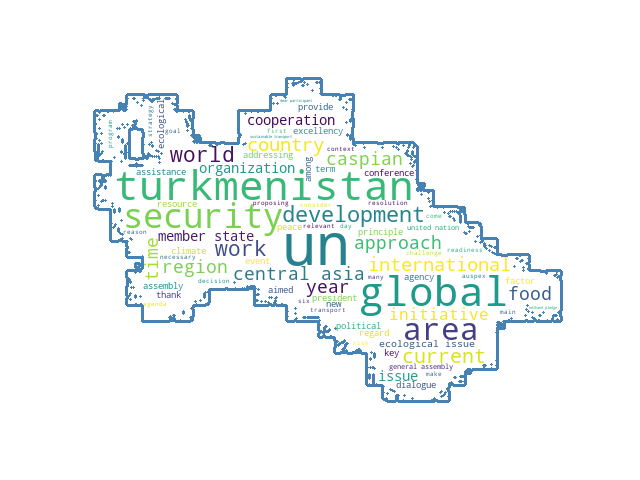 dear participant
provide
cooperation
first
excellency
sustainable transport
strategy
ecological
goal
program
country
context
world
addressing
among
caspian
organization
term
conference
assistance
turkmenistan
resource
proposing
consider
resolution
security
development
come
united nation
reason
member state
peace
relevant
day
principle
time
work
un
approach
readiness
necessary
climate
event
challenge
region
central asia
many
agency
international
decision
assembly
aimed
year
global
factor
food
thank
president
six
new
main
agenda
transport
initiative
political
regard
area
risk
ecological issue
key
current
general assembly
issue
make
auspex
dialogue